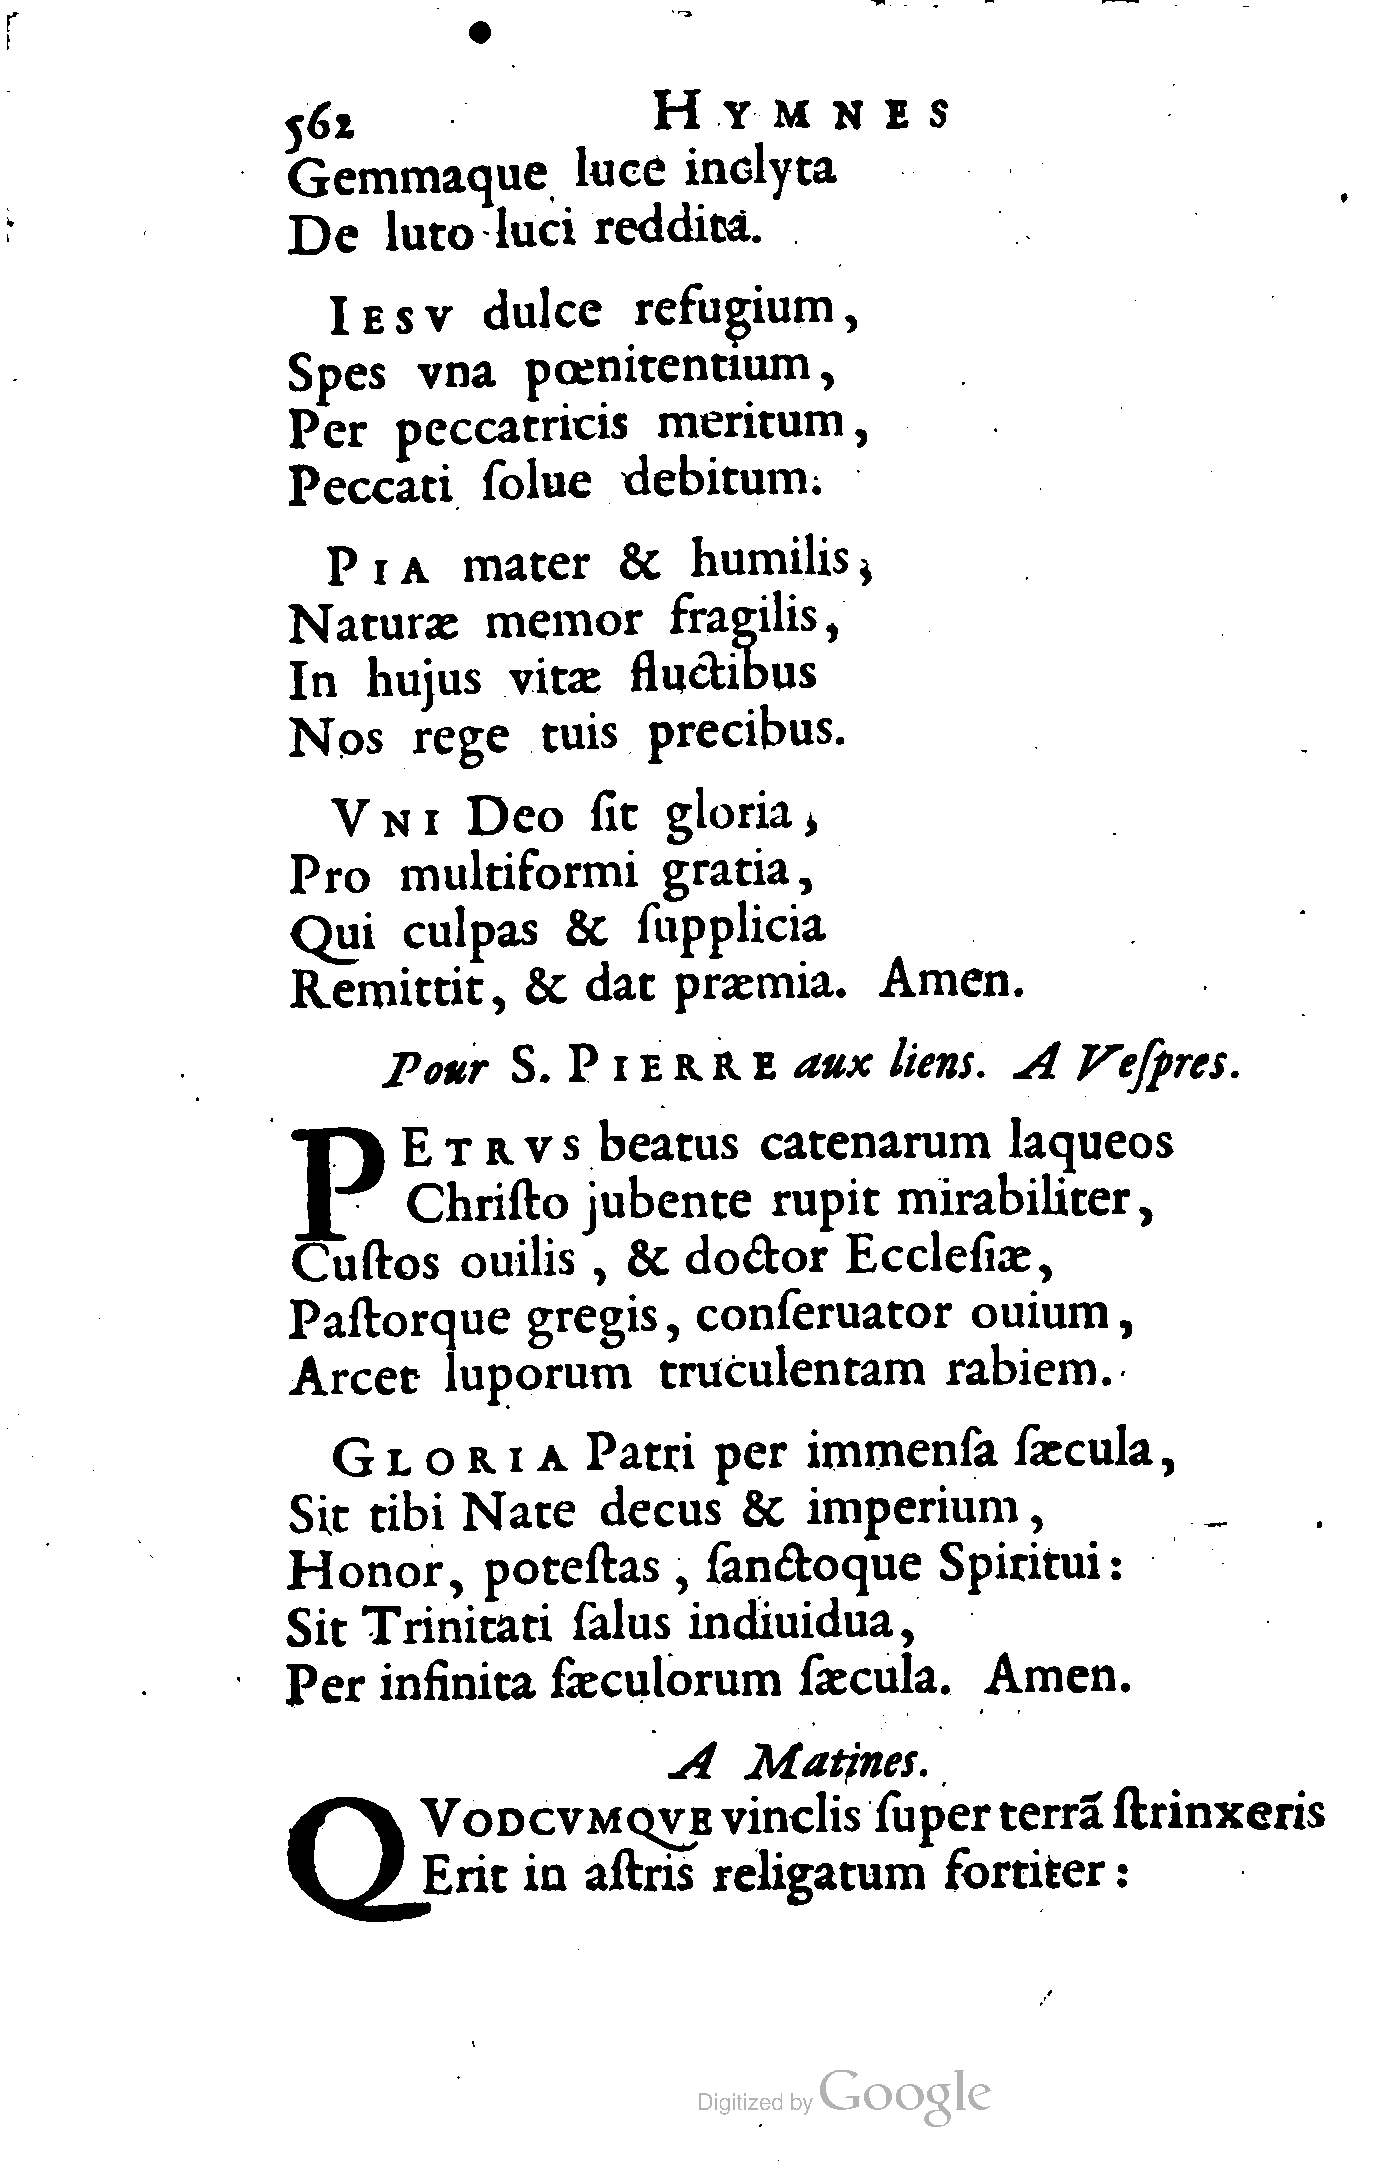 562 HYMNES
Gemmaque luce inclyta
De luto luci reddita.
IESV dulce refugium,
Spes vna pœnitentium,
Per peccatricis meritum,
Peccati ſolue debitum.
PIA mater & humilis,
Naturæ memor fragilis,
In hujus vitæ fluctibus
Nos rege tuis precibus.
VNI Deo ſit gloria,
Pro multiformi gratia,
Qui culpas & ſupplicia
Remittit, & dat præmia. Amen.
Pour S. PIERRE aux liens. A Veſpres.
PETRVS beatus catenarum laqueos
Chriſto jubente rupit mirabiliter,
Cuſtos ouilis, & doctor Eccleſiæ,
Paſtorque gregis, conſeruator ouium,
Arcet luporum truculentam rabiem.
GLORIA Patri per immenſa ſæcula,
Sit tibi Nate decus & imperium,
Honor, poteſtas, ſanctoque Spiritui:
Sit Trinitati ſalus indiuidua,
Per infinita ſæculorum ſæcula. Amen.
A Matines.
QVODCVMQVE vinclis ſuper terrã ſtrinxeris
Erit in aſtris religatum fortiter:
Digitized by Google